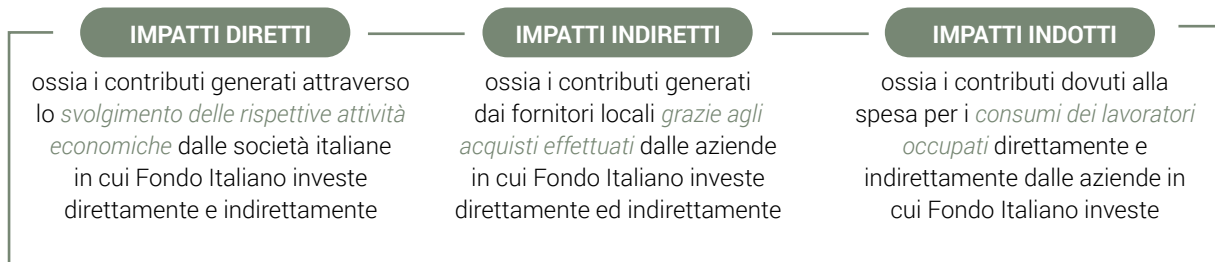 IMPATTI DIRETTI
ossia i contributi generati attraverso
lo svolgimento delle rispettive attività
economiche dalle società italiane
in cui Fondo Italiano investe
direttamente e indirettamente
IMPATTI INDIRETTI
ossia i contributi generati
dai fornitori locali grazie agli
acquisti effettuati dalle aziende
in cui Fondo Italiano investe
direttamente ed indirettamente
IMPATTI INDOTTI
ossia i contributi dovuti alla
spesa per i consumi dei lavoratori
occupati direttamente e
indirettamente dalle aziende in
cui Fondo Italiano investe